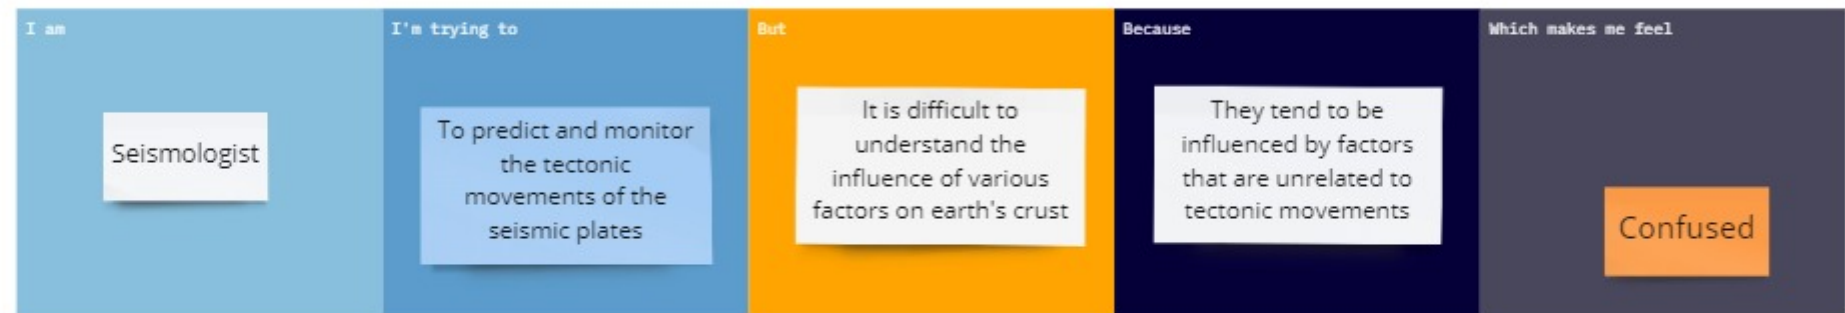 I am
Seismologist
I'm trying to
To predict and monitor
the tectonic
movements of the
seismic plates
But
It is difficult to
understand the
influence of various
factors on earth's crust
Because
They tend to be
influenced by factors
that are unrelated to
tectonic movements
Which makes me feel
Confused